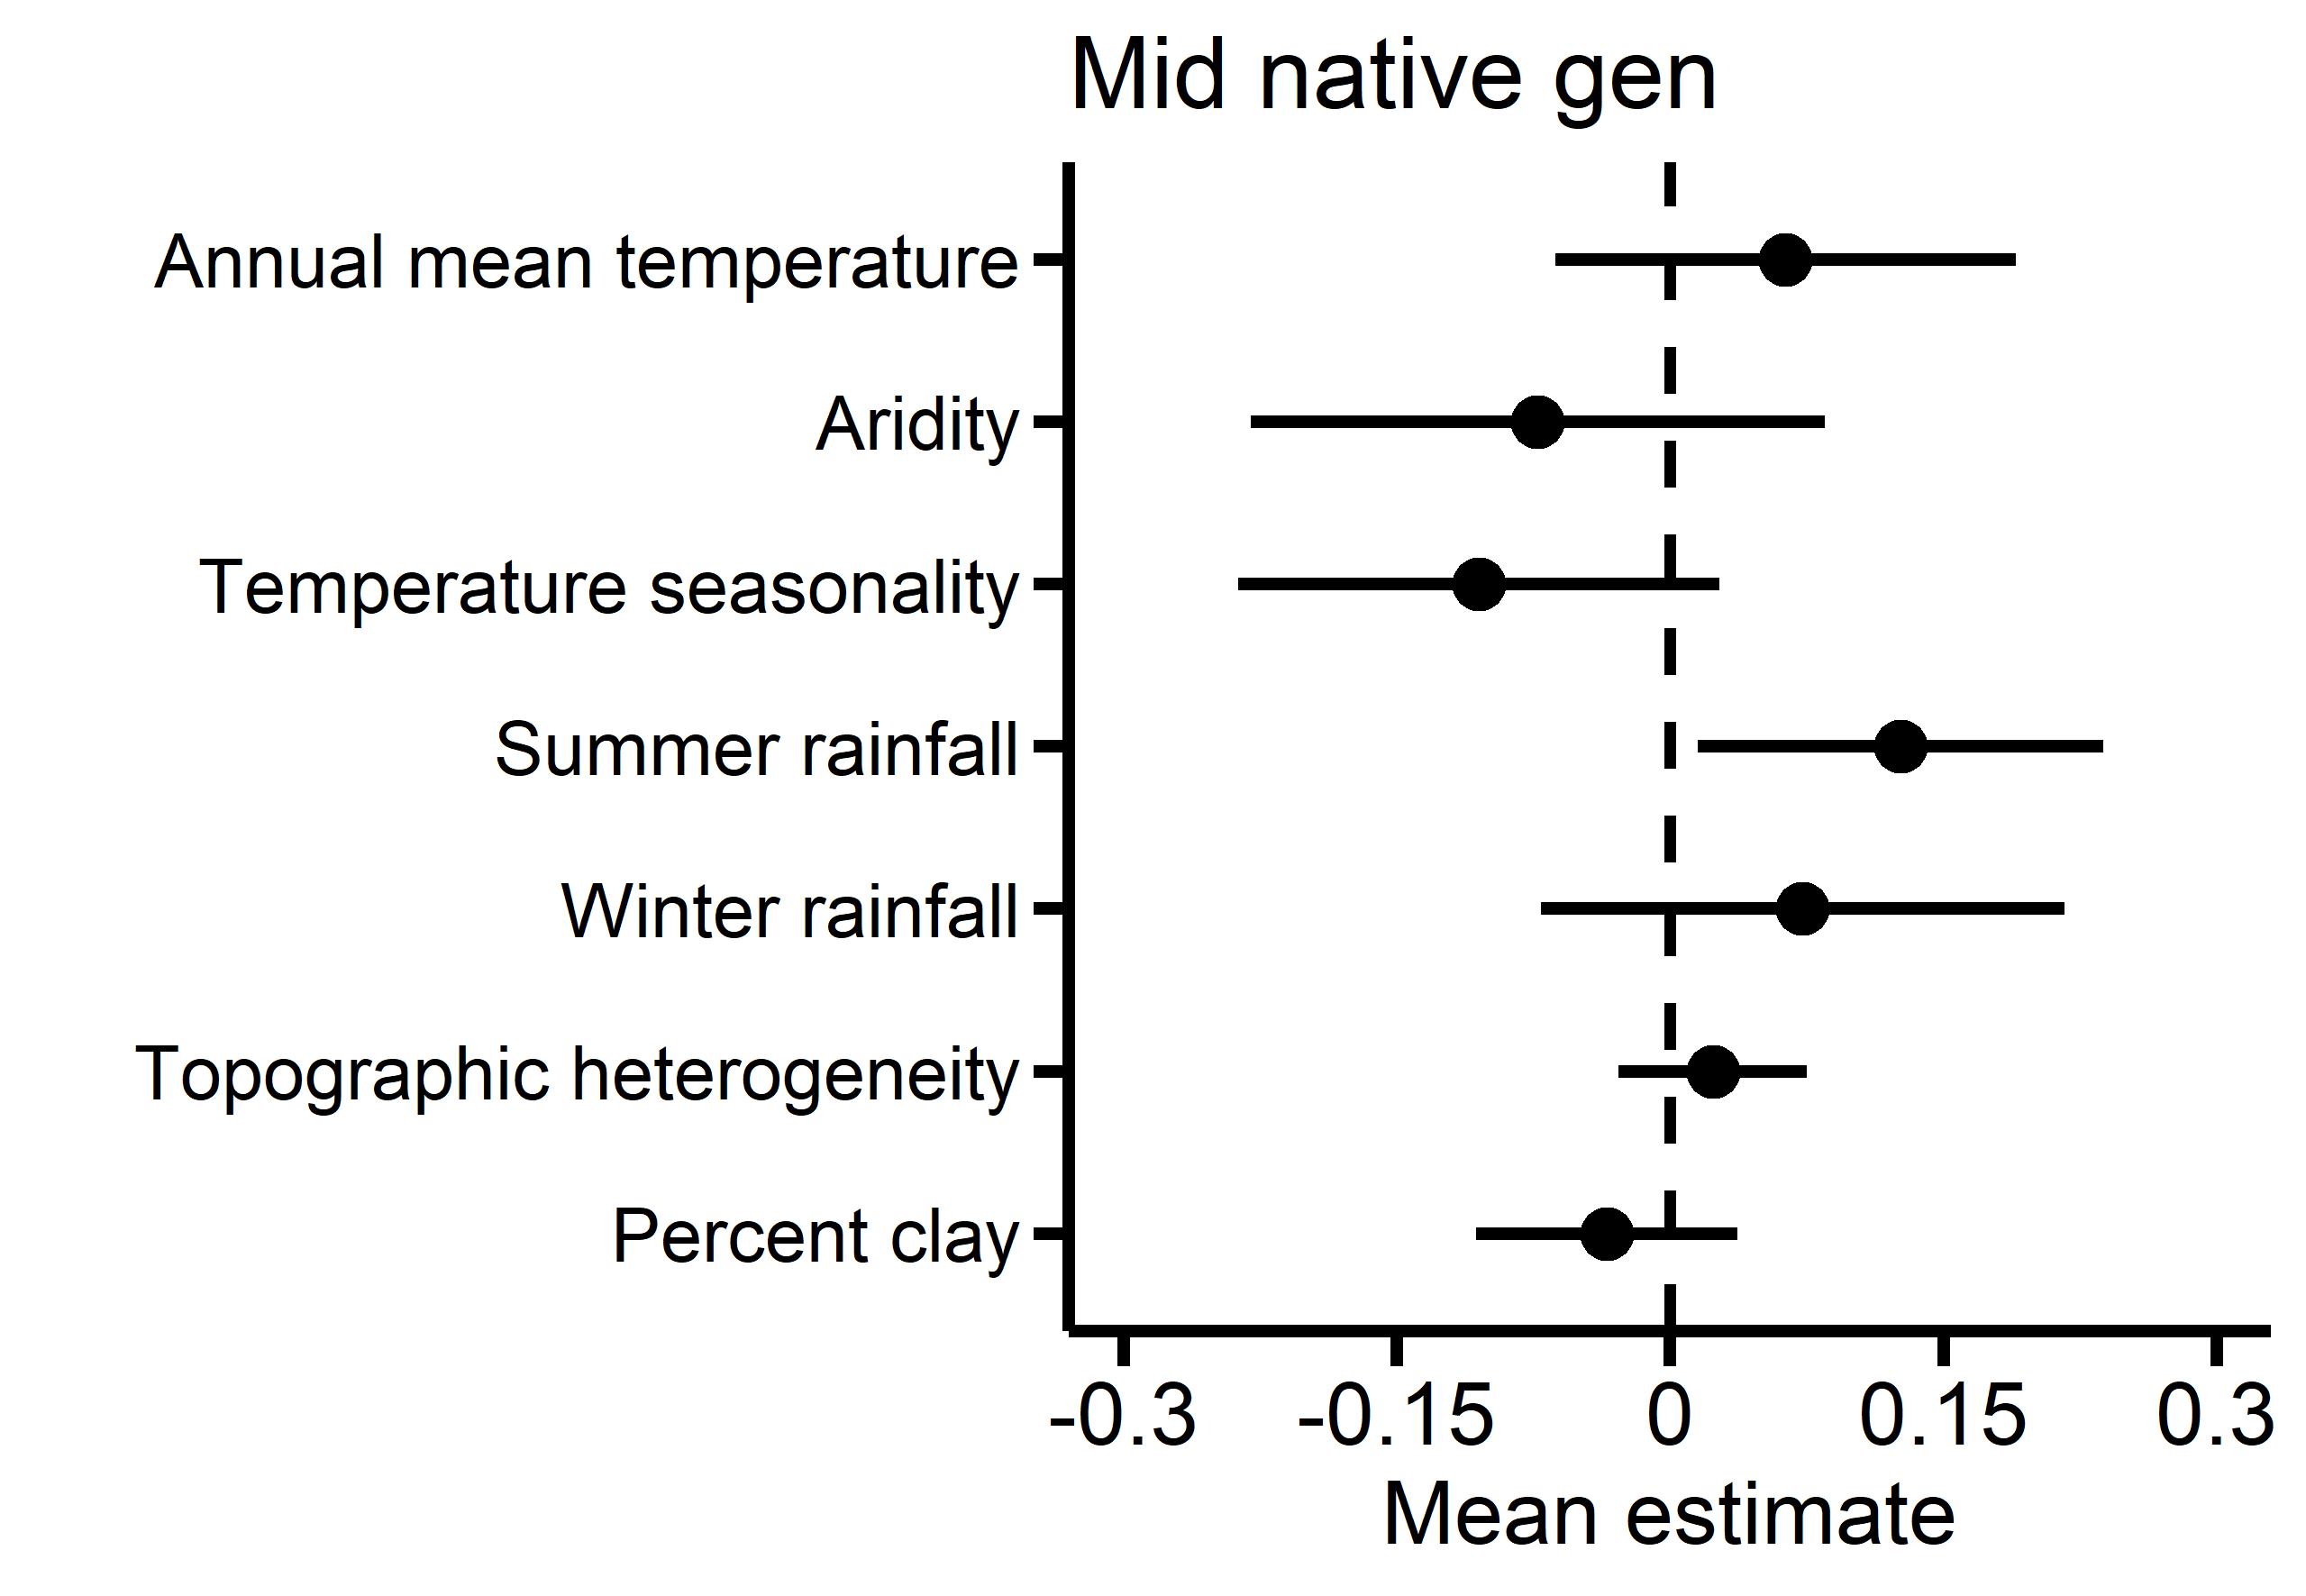 Mid native gen
Annual mean temperature
Aridity
Temperature seasonality
Summer rainfall
Winter rainfall
Topographic heterogeneity
Percent clay
-0.3 -0.15 0 0.15 0.3
Mean estimate